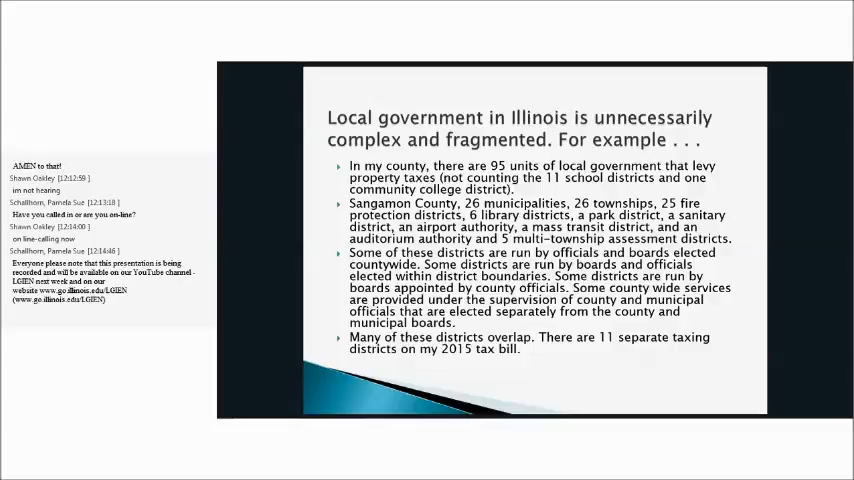 AMEN to that!
Shawn Oakley [12:12:59 ]
im not hearing
Schallhorn, Pamela Sue [12:13:18 ]
Have you called in or are you on-line?
Shawn Oakley [12:14:00 ]
on line-calling now
Schallhorn, Pamela Sue [12:14:46 ]
Everyone please note that this presentation is being
recorded and will be available on our YouTube channel -
LGIEN next week and on our
website www.go.illinois.edu/LGIEN
(www.go.illinois.edu/LGIEN)
Local government in Illinois is unnecessarily
complex and fragmented. For example . . .
In my county, there are 95 units of local government that levy
property taxes (not counting the 11 school districts and one
community college district).
Sangamon County, 26 municipalities, 26 townships, 25 fire
protection districts, 6 library districts, a park district, a sanitary
district, an airport authority, a mass transit district, and an
auditorium authority and 5 multi-township assessment districts.
Some of these districts are run by officials and boards elected
countywide. Some districts are run by boards and officials
elected within district boundaries. Some districts are run by
boards appointed by county officials. Some county wide services
are provided under the supervision of county and municipal
officials that are elected separately from the county and
municipal boards.
Many of these districts overlap. There are 11 separate taxing
districts on my 2015 tax bill.